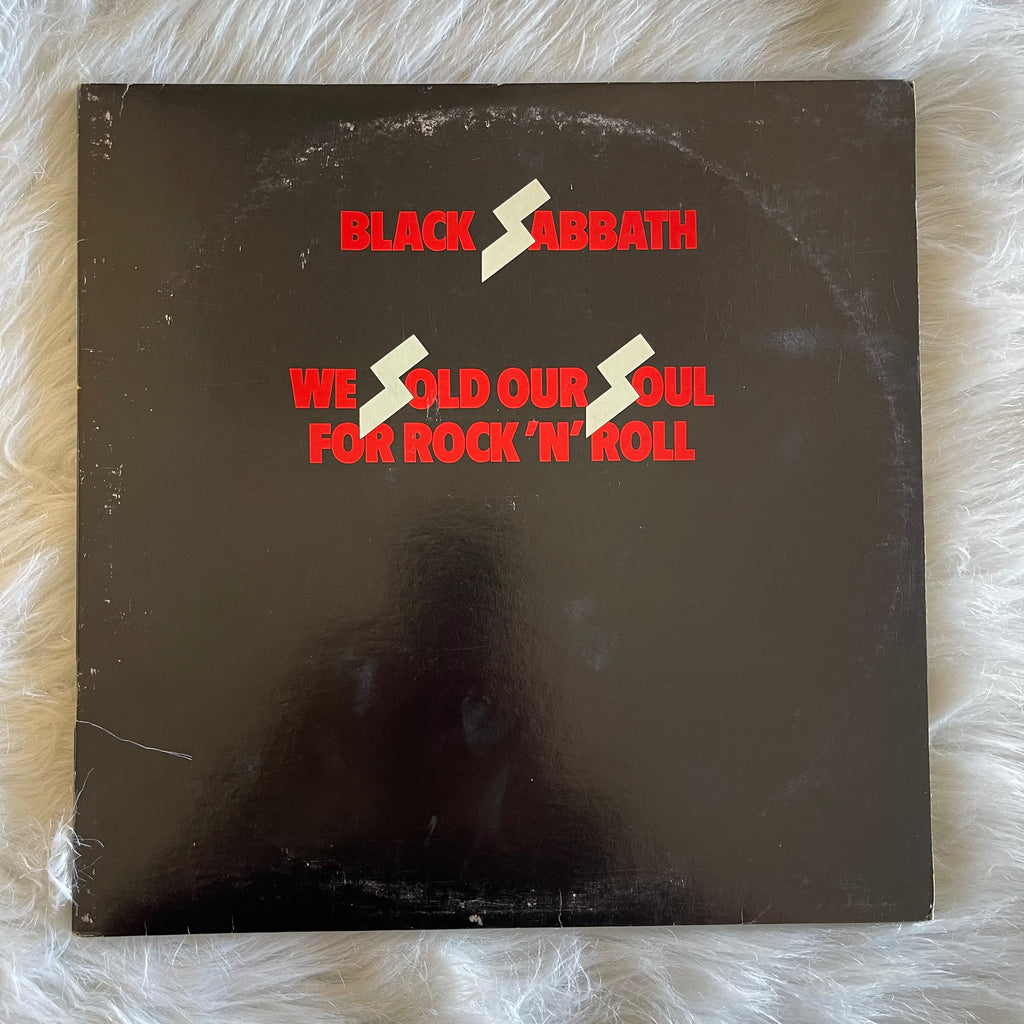 BLACK SABBATH
WE SOLD OUR SOUL
FOR ROCK 'N' ROLL